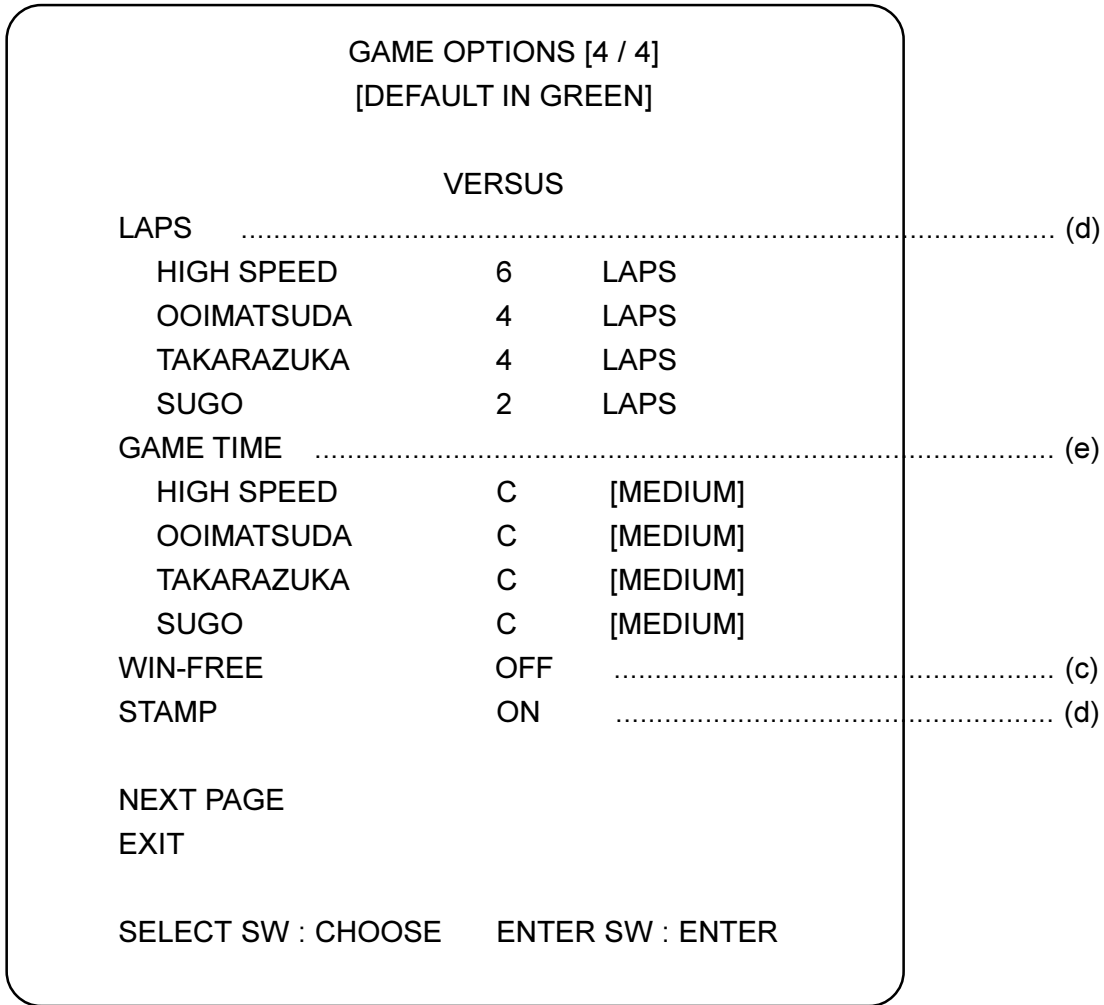 GAME OPTIONS [4 / 4]
[DEFAULT IN GREEN]
VERSUS
LAPS ........................................ (d)
HIGH SPEED 6 LAPS
OOIMATSUDA 4 LAPS
TAKARAZUKA 4 LAPS
SUGO 2 LAPS
GAME TIME ........................................ (e)
HIGH SPEED C [MEDIUM]
OOIMATSUDA C [MEDIUM]
TAKARAZUKA C [MEDIUM]
SUGO C [MEDIUM]
WIN-FREE OFF ........................................ (c)
STAMP ON ........................................ (d)
NEXT PAGE
EXIT
SELECT SW : CHOOSE ENTER SW : ENTER